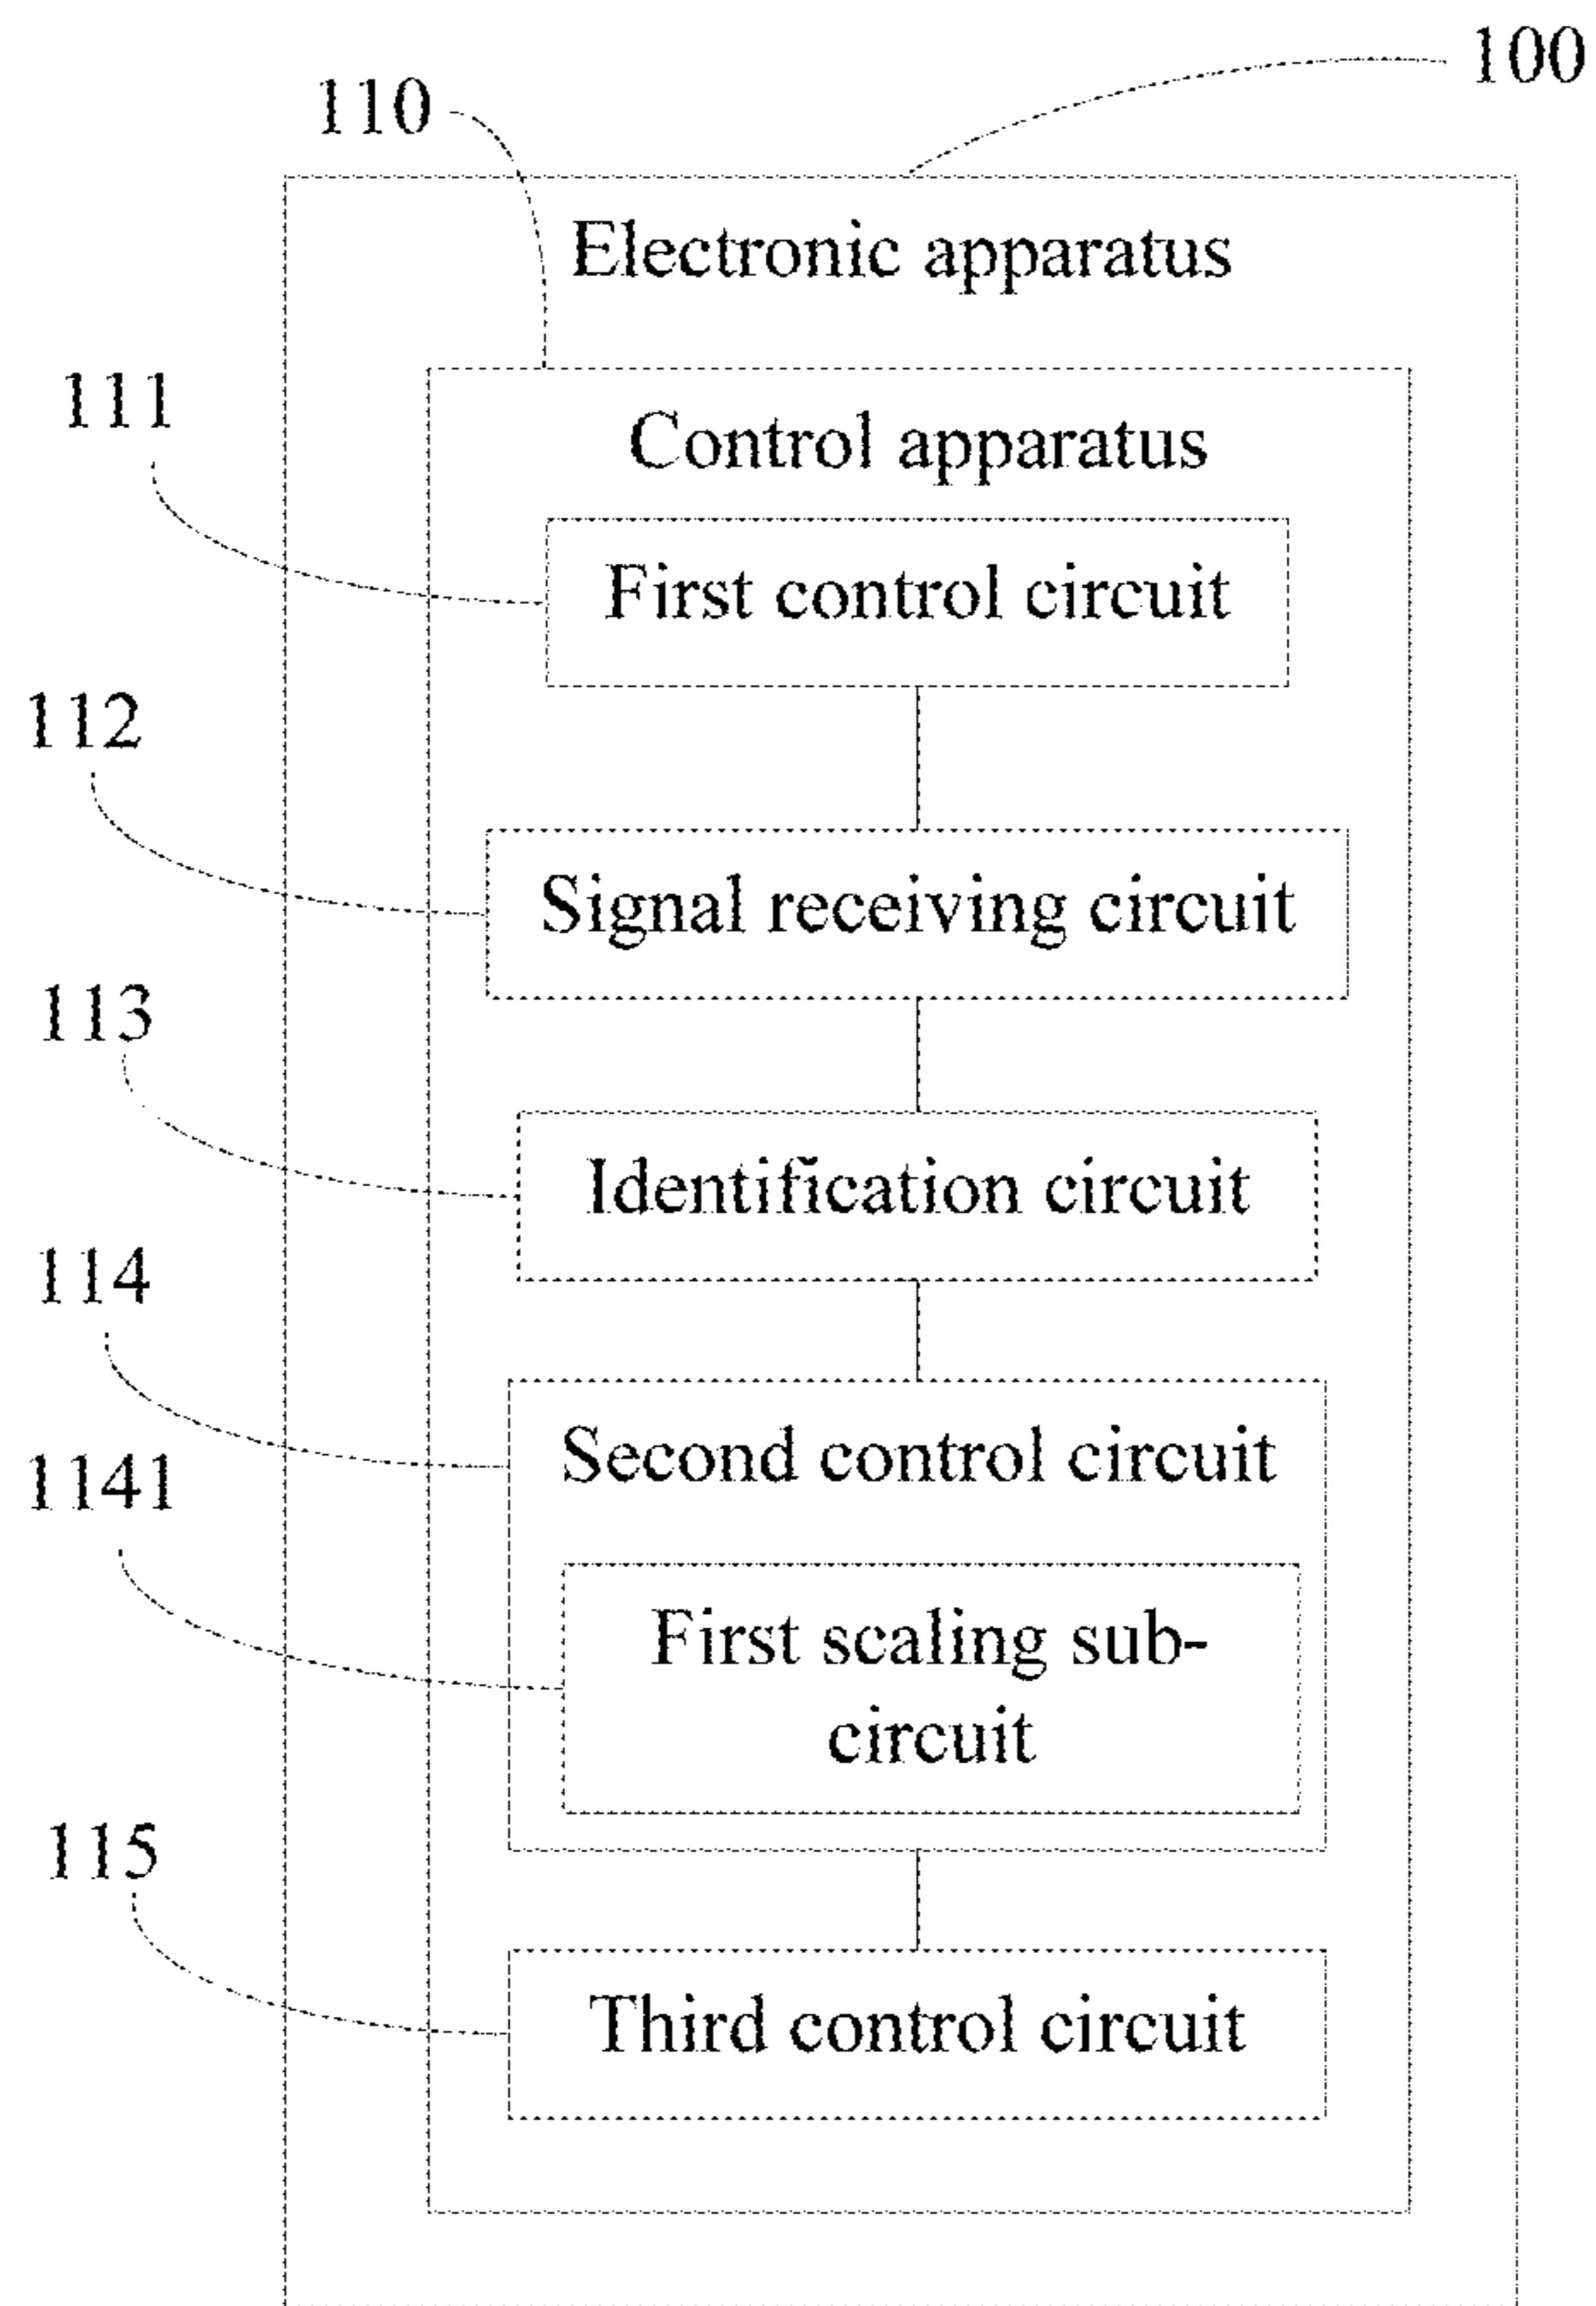 100
110
Electronic apparatus
111
Control apparatus
First control circuit
112
Signal receiving circuit
113
Identification circuit
114
Second control circuit
1141
First scaling sub-
circuit
115
Third control circuit